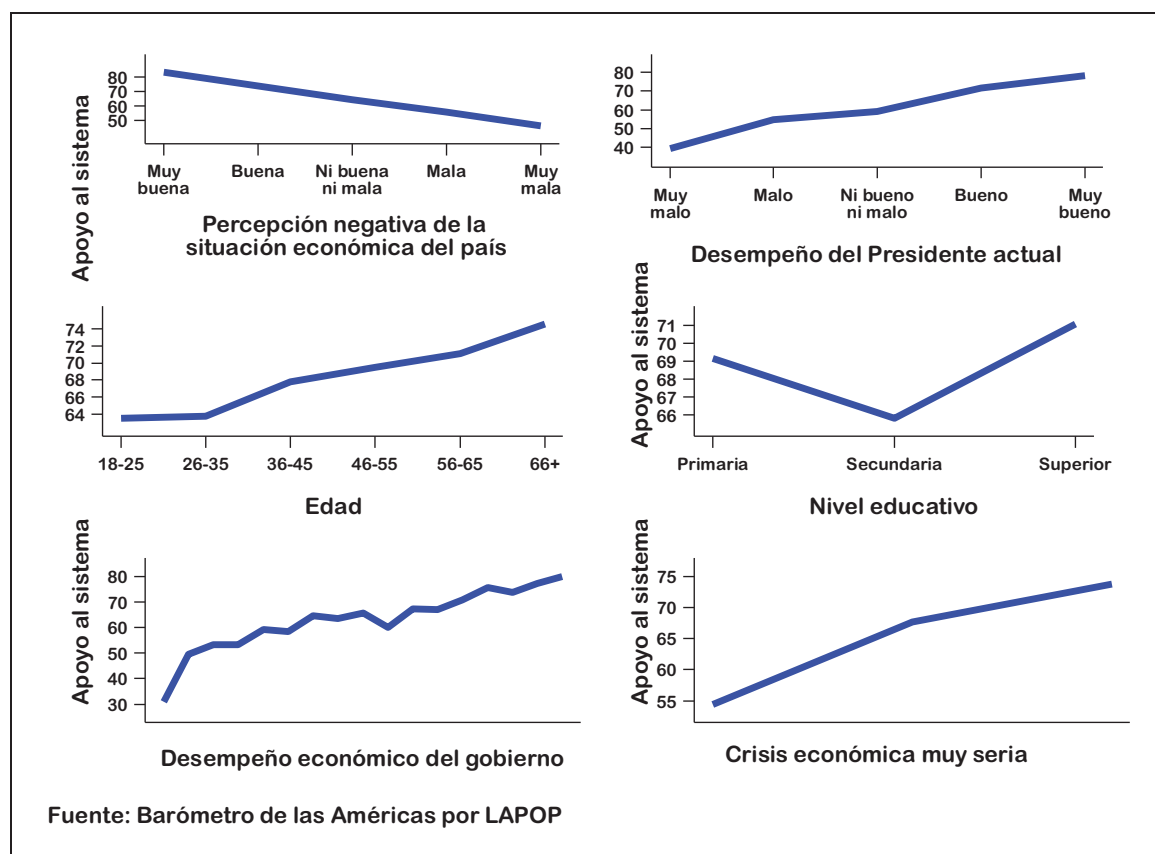 Apoyo al sistema
80
70
60
50
Muy buena
Buena
Ni buena ni mala
Mala
Muy mala
Percepción negativa de la
situación económica del país
80
70
60
50
40
Muy malo
Malo
Ni bueno ni malo
Bueno
Muy bueno
Desempeño del Presidente actual
74
72
70
68
66
64
18-25
26-35
36-45
46-55
56-65
66+
Edad
Apoyo al sistema
71
70
69
68
67
66
Primaria
Secundaria
Superior
Nivel educativo
Apoyo al sistema
80
70
60
50
40
30
Desempeño económico del gobierno
Apoyo al sistema
75
70
65
60
55
Crisis económica muy seria
Fuente: Barómetro de las Américas por LAPOP